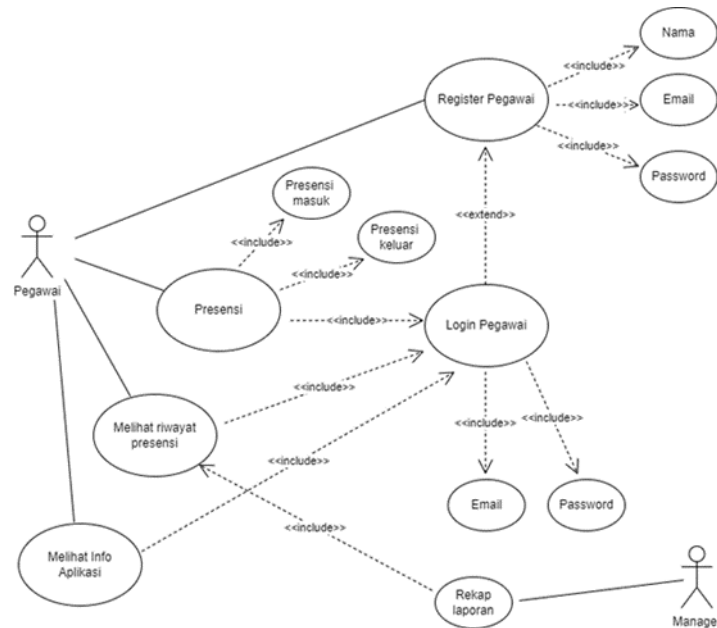 Nama
<<include>>
Register Pegawai
<<include>>
Email
<<include>>
Password
Presensi
masuk
<<extend>>
Presensi
keluar
<<include>>
Pegawai
<<include>>
Presensi
<<include>>
Login Pegawai
<<include>>
Melihat riwayat
presensi
<<include>>
<<include>>
<<include>>
Email
Password
<<include>>
Melihat Info
Aplikasi
Rekap
laporan
Manage